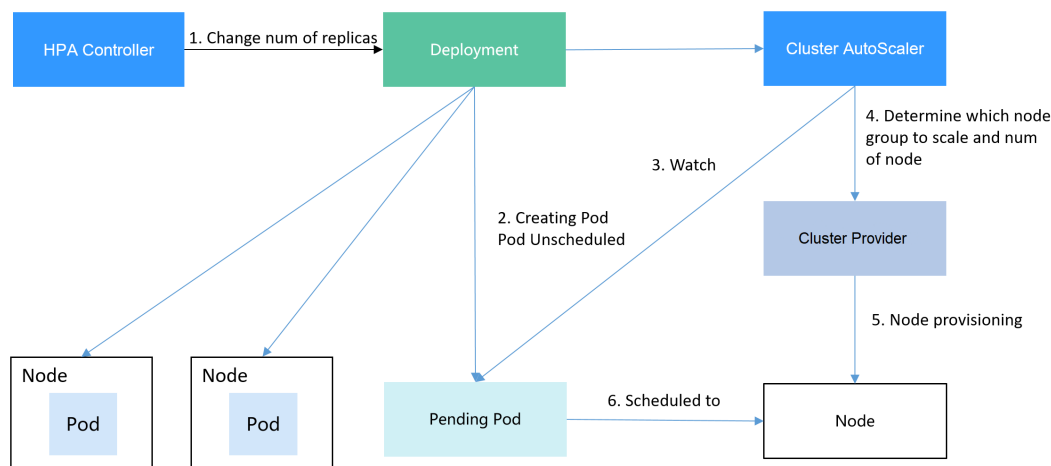 HPA Controller
1. Change num of replicas
Deployment
Cluster AutoScaler
4. Determine which node
group to scale and num
of node
3. Watch
2. Creating Pod
Pod Unscheduled
Cluster Provider
5. Node provisioning
Node
Pod
Node
Pod
Pending Pod
6. Scheduled to
Node